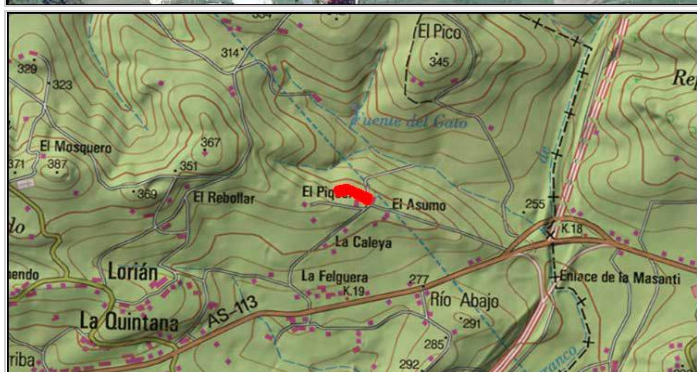 314
El Pico
345
329
323
Fuente del Gato
El Mosquero
367
371
387
351
369
El Rebollar
El Asumo
255
K.18
La Caleya
Lorián
La Felguera
277
Enlace de la Masanti
K.19
Río Abajo
La Quintana
AS-113
291
285
292